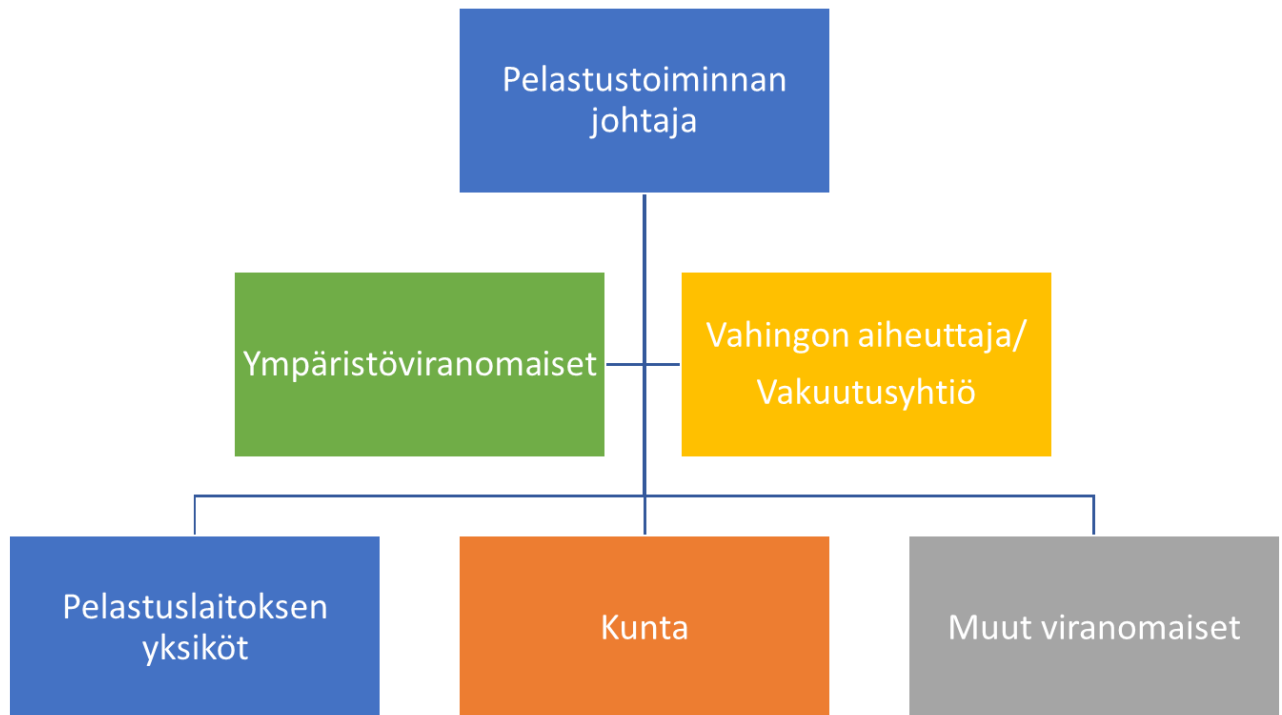 Pelastustoiminnan
johtaja
Ympäristöviranomaiset
Vahingon aiheuttaja/
Vakuutusyhtiö
Pelastuslaitoksen
yksiköt
Kunta
Muut viranomaiset